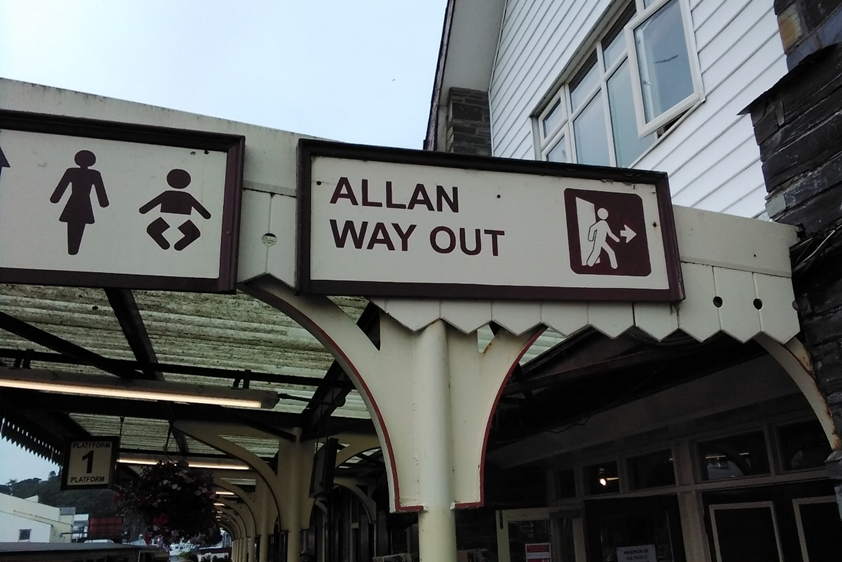 ALLAN
WAY OUT
PLATFORM
1
PLATFORM